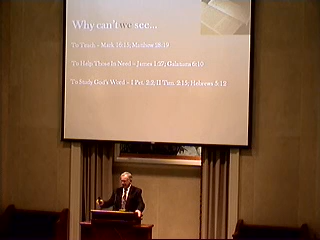 Why can't we see...
To Teach - Mark 16:15; Matthew 28:19
To Help Those In Need - James 1:27; Galatians 6:10
To Study God's Word - I Pet. 2:2; II Tim. 2:15; Hebrews 5:12